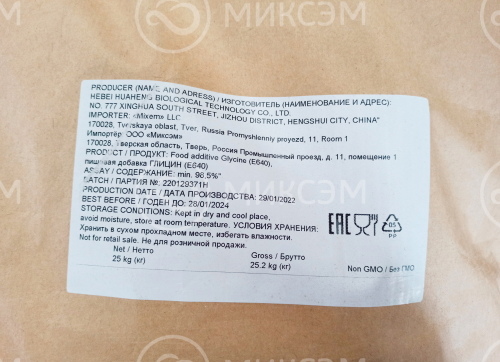 МИКСЭМ
PRODUCER (NAME AND ADRESS) / ИЗГОТОВИТЕЛЬ (НАИМЕНОВАНИЕ И АДРЕС):
HEBEI HUAHENG BIOLOGICAL TECHNOLOGY CO., LTD.
NO. 777 XINGHUA SOUTH STREET, JIZHOU DISTRICT, HENGSHUI CITY, CHINA"
IMPORTER: «Mixem» LLC
170028, Tverskaya oblast, Tver, Russia Promyshlenniy proyezd, 11, Room 1
Импортёр: ООО «Миксэм»
170028, Тверская область, Тверь, Россия Промышленный проезд, д. 11, помещение 1
PRODUCT / ПРОДУКТ: Food additive Glycine (E640),
пищевая добавка ГЛИЦИН (E640)
ASSAY / СОДЕРЖАНИЕ: min. 98.5%"
BATCH / ПАРТИЯ №: 220129371H
PRODUCTION DATE / ДАТА ПРОИЗВОДСТВА: 29/01/2022
BEST BEFORE / ГОДЕН ДО: 28/01/2024
STORAGE CONDITIONS: Kept in dry and cool place,
avoid moisture, store at room temperature. УСЛОВИЯ ХРАНЕНИЯ:
Хранить в сухом прохладном месте, избегать влажности.
Not for retail sale. Не для розничной продажи.
Net / Нетто
25 kg (кг)
Gross / Брутто
25.2 kg (кг)
EAC
05
PP
Non GMO / Без ГМО